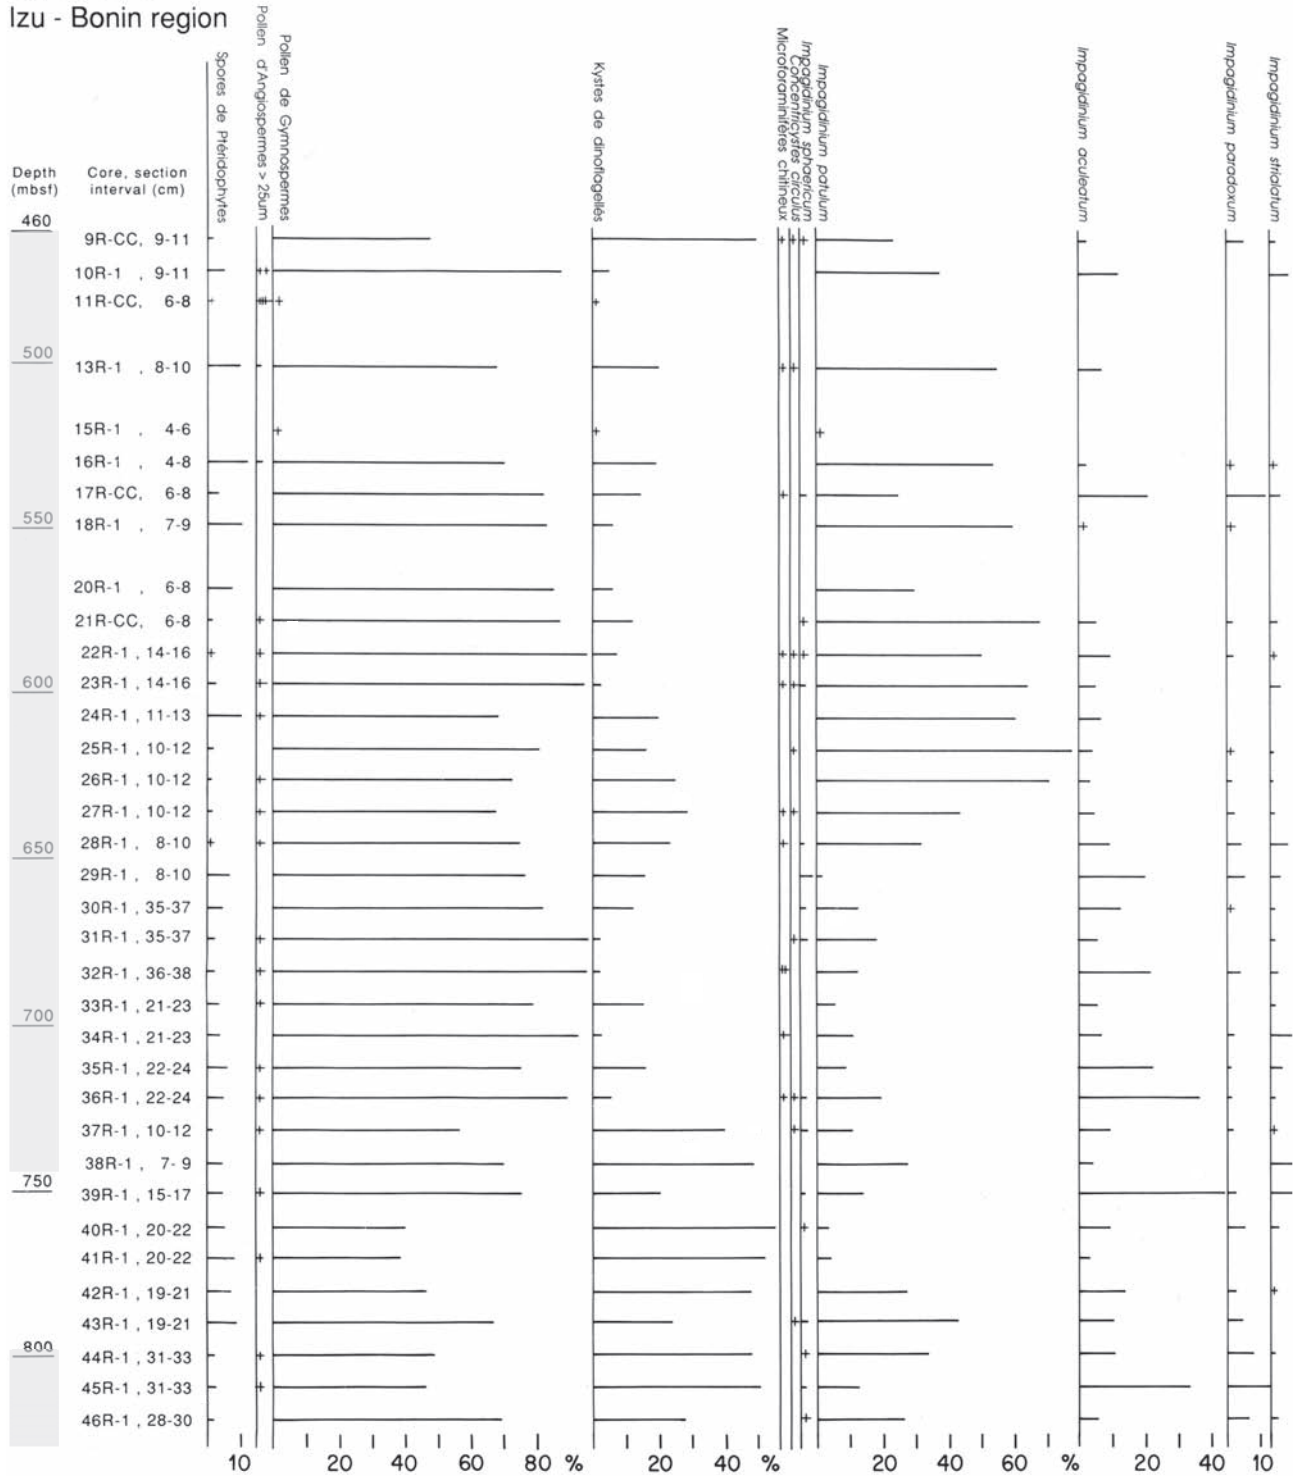 Izu - Bonin region
Spores de Ptéridophytes
Pollen d'Angiospermes > 25um
Pollen de Gymnospermes
Kystes de dinoflagellés
Microforaminifères chitineux
Concentricystes circulus
Impagidinium sphaericum
Impagidinium patulum
Impagidinium aculeatum
Impagidinium paradoxum
Impagidinium strialatum
Depth Core, section
(mbsf) interval (cm)
460
9R-CC, 9-11
10R-1 , 9-11
11R-CC, 6-8
500
13R-1 , 8-10
15R-1 , 4-6
16R-1 , 4-8
17R-CC, 6-8
550
18R-1 , 7-9
20R-1 , 6-8
21R-CC, 6-8
22R-1 , 14-16
600
23R-1 , 14-16
24R-1 , 11-13
25R-1 , 10-12
26R-1 , 10-12
27R-1 , 10-12
28R-1 , 8-10
650
29R-1 , 8-10
30R-1 , 35-37
31R-1 , 35-37
32R-1 , 36-38
33R-1 , 21-23
700
34R-1 , 21-23
35R-1 , 22-24
36R-1 , 22-24
37R-1 , 10-12
38R-1 , 7-9
750
39R-1 , 15-17
40R-1 , 20-22
41R-1 , 20-22
42R-1 , 19-21
43R-1 , 19-21
800
44R-1 , 31-33
45R-1 , 31-33
46R-1 , 28-30
10 20 40 60 80 % 20 40 % 20 40 60 % 20 40 10 %